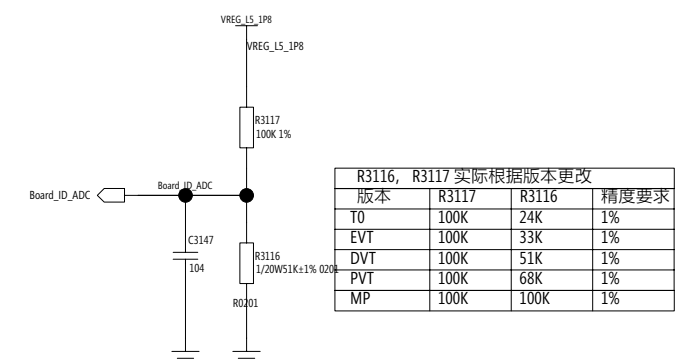 VREG_L5_1P8
VREG_L5_1P8
R3117
100K 1%
Board_ID_ADC
Board_ID_ADC
C3147
104
R3116
1/20W51K±1% 0201
R0201
R3116, R3117 实际根据版本更改
版本 R3117 R3116 精度要求
T0 100K 24K 1%
EVT 100K 33K 1%
DVT 100K 51K 1%
PVT 100K 68K 1%
MP 100K 100K 1%